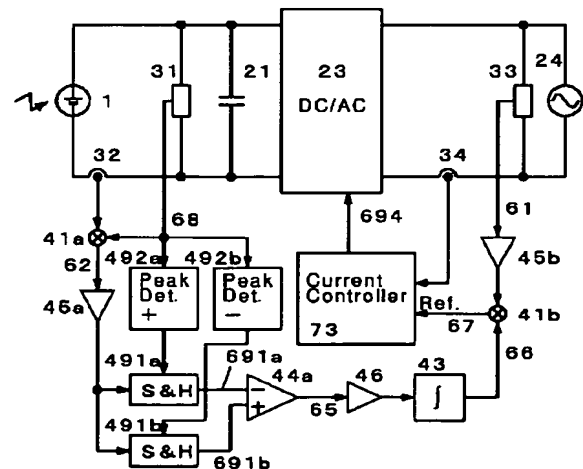 31
21
23
DC/AC
33
24
1
32
34
68
694
61
41a
62
492a
492b
45b
Peak
Det.
+
Peak
Det.
−
Current
Controller
73
Ref.
67
41b
45a
66
491a
691a
44a
46
43
S&H
−
+
65
∫
491b
S&H
691b